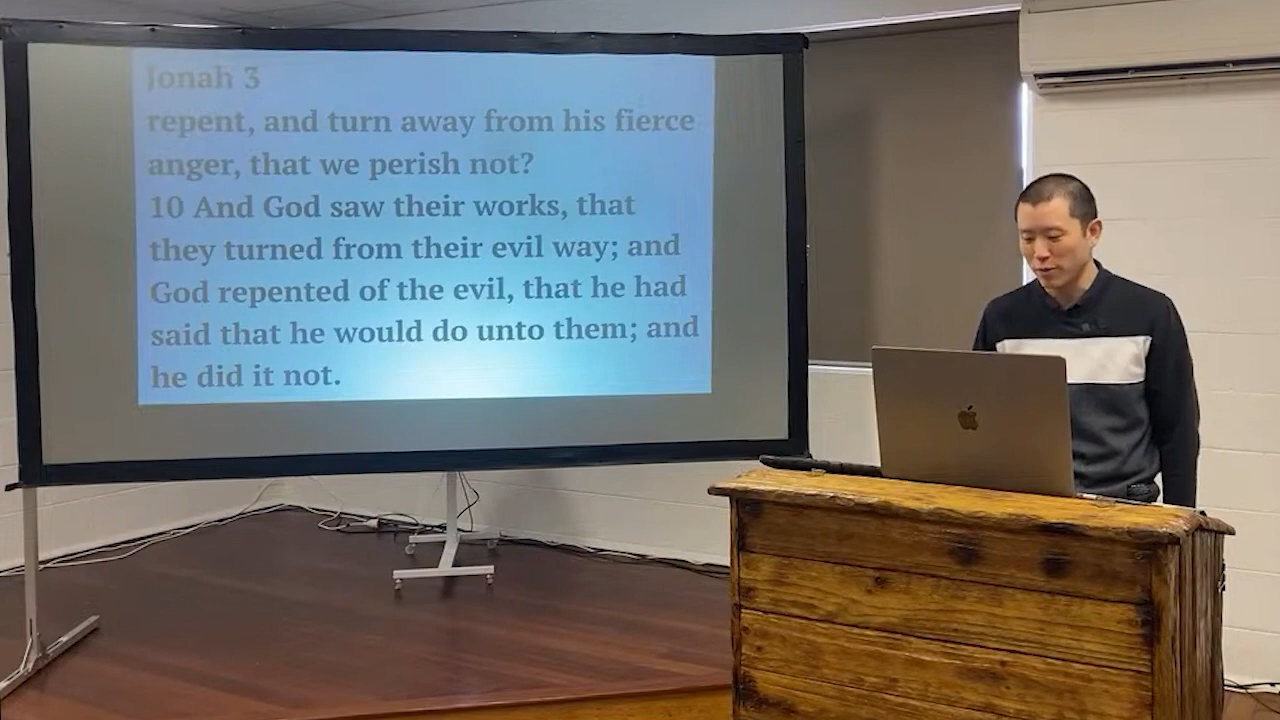 Jonah 3
repent, and turn away from his fierce
anger, that we perish not?
10 And God saw their works, that
they turned from their evil way; and
God repented of the evil, that he had
said that he would do unto them; and
he did it not.